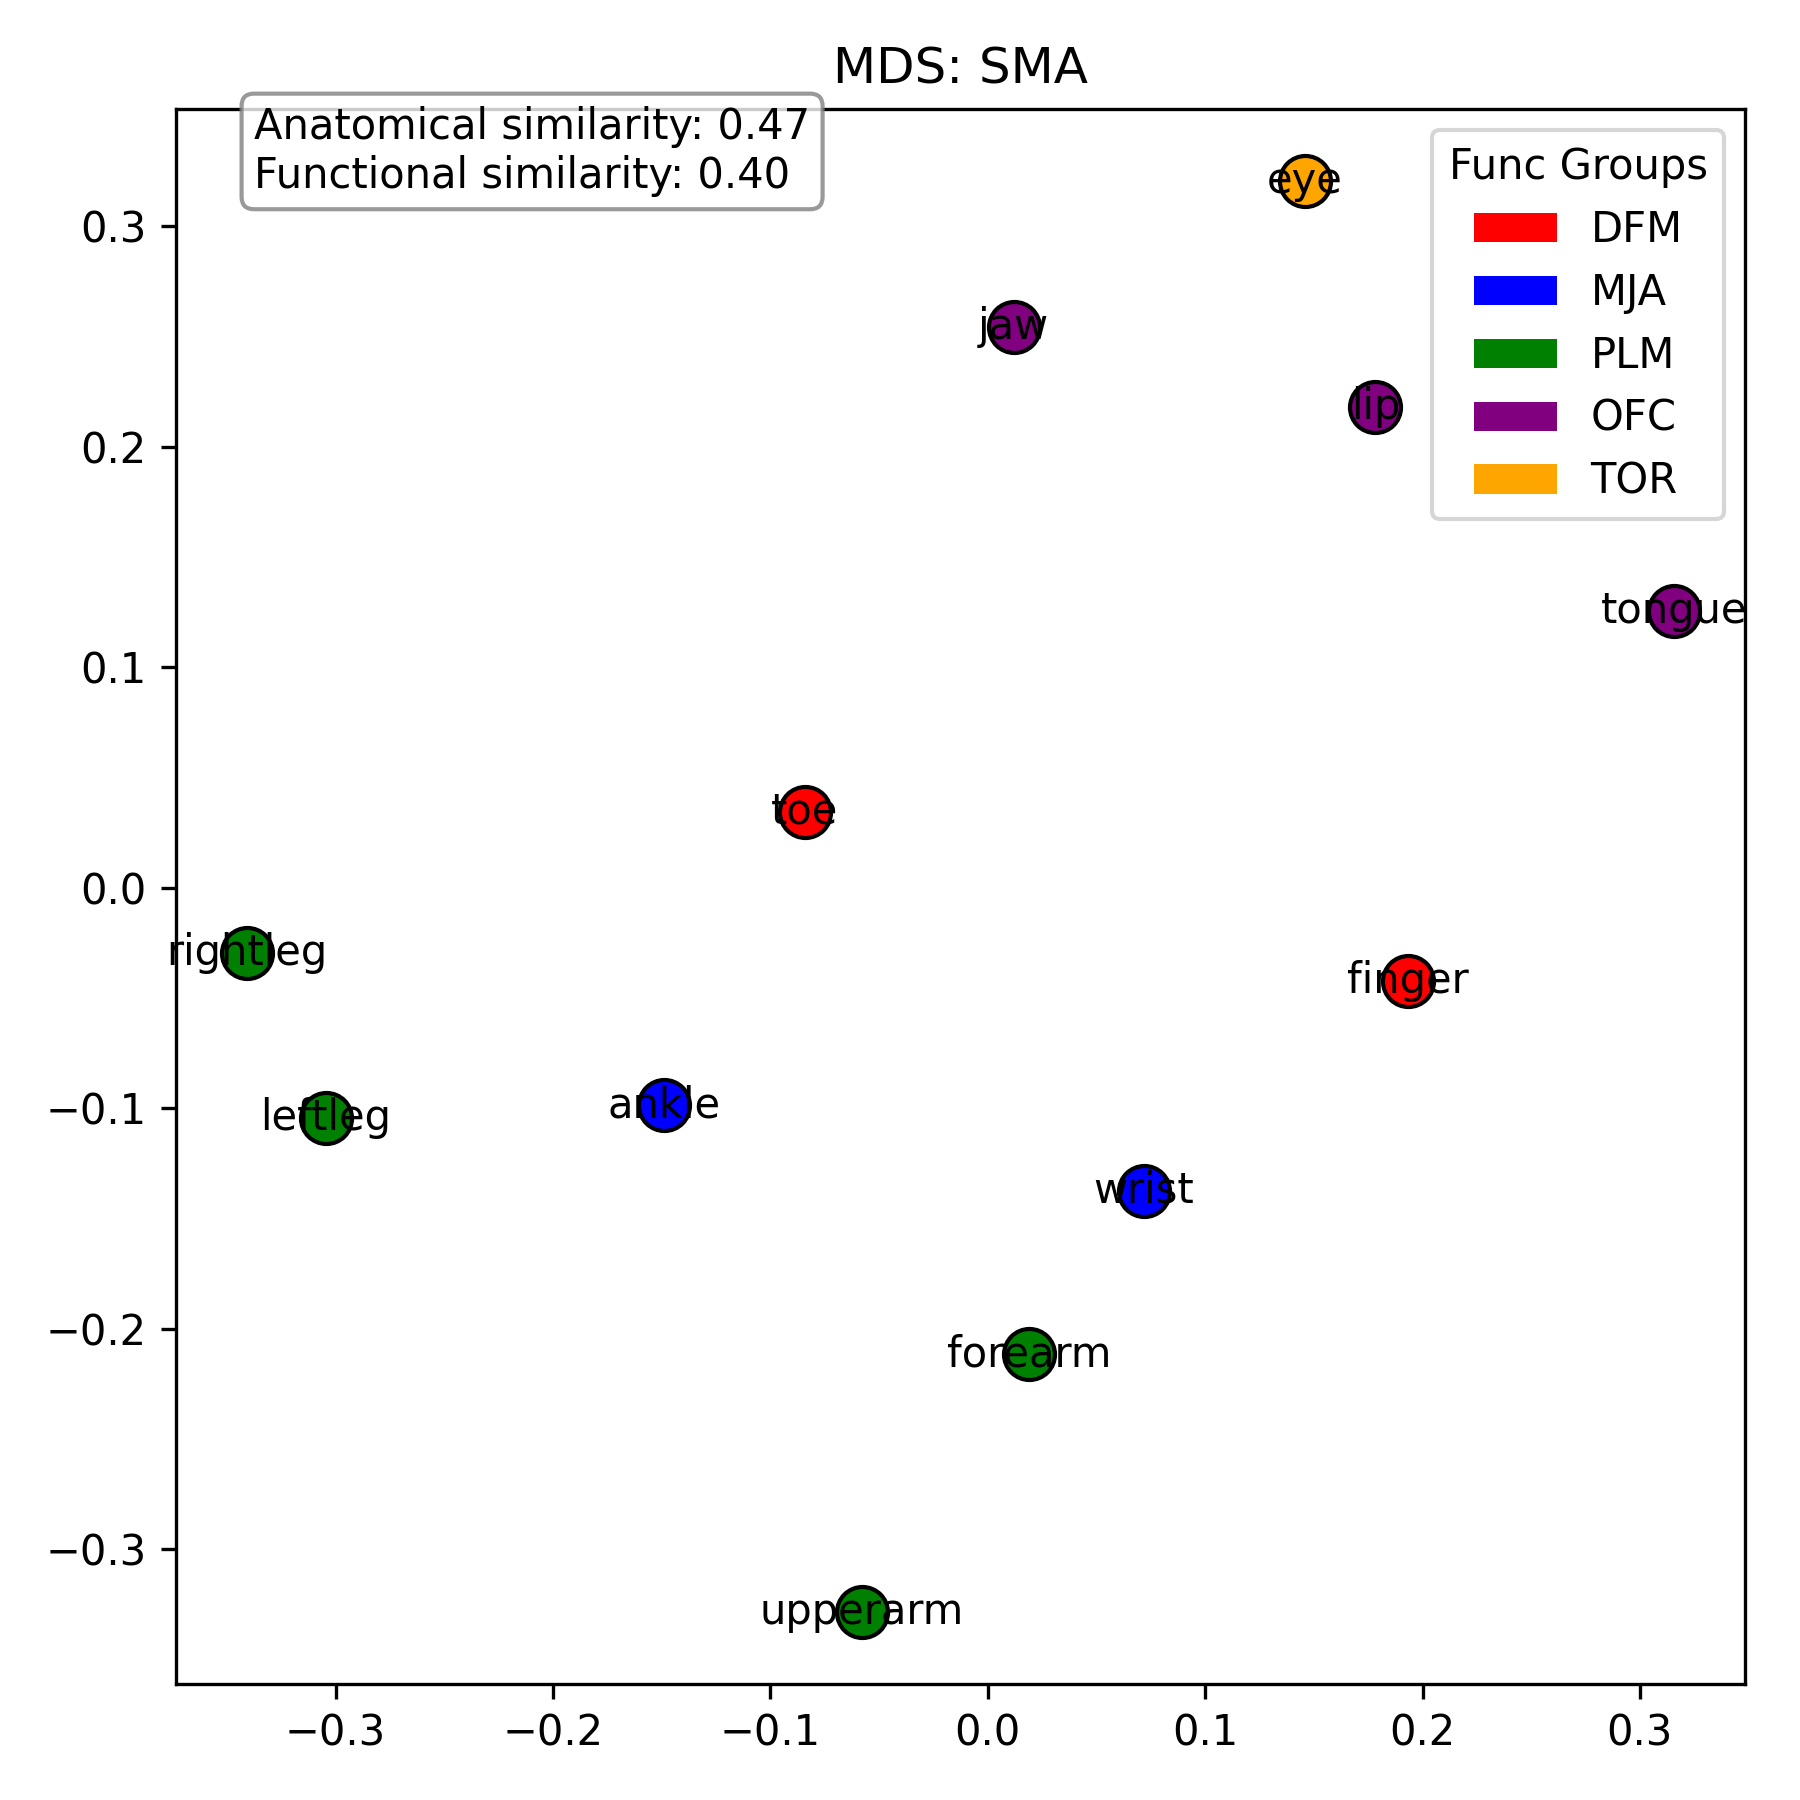 MDS: SMA
Anatomical similarity: 0.47
Functional similarity: 0.40
Func Groups
DFM
MJA
PLM
OFC
TOR
eye
jaw
lip
tongue
toe
rightleg
finger
leftleg
ankle
wrist
forearm
upperarm
0.3
0.2
0.1
0.0
−0.1
−0.2
−0.3
−0.3 −0.2 −0.1 0.0 0.1 0.2 0.3